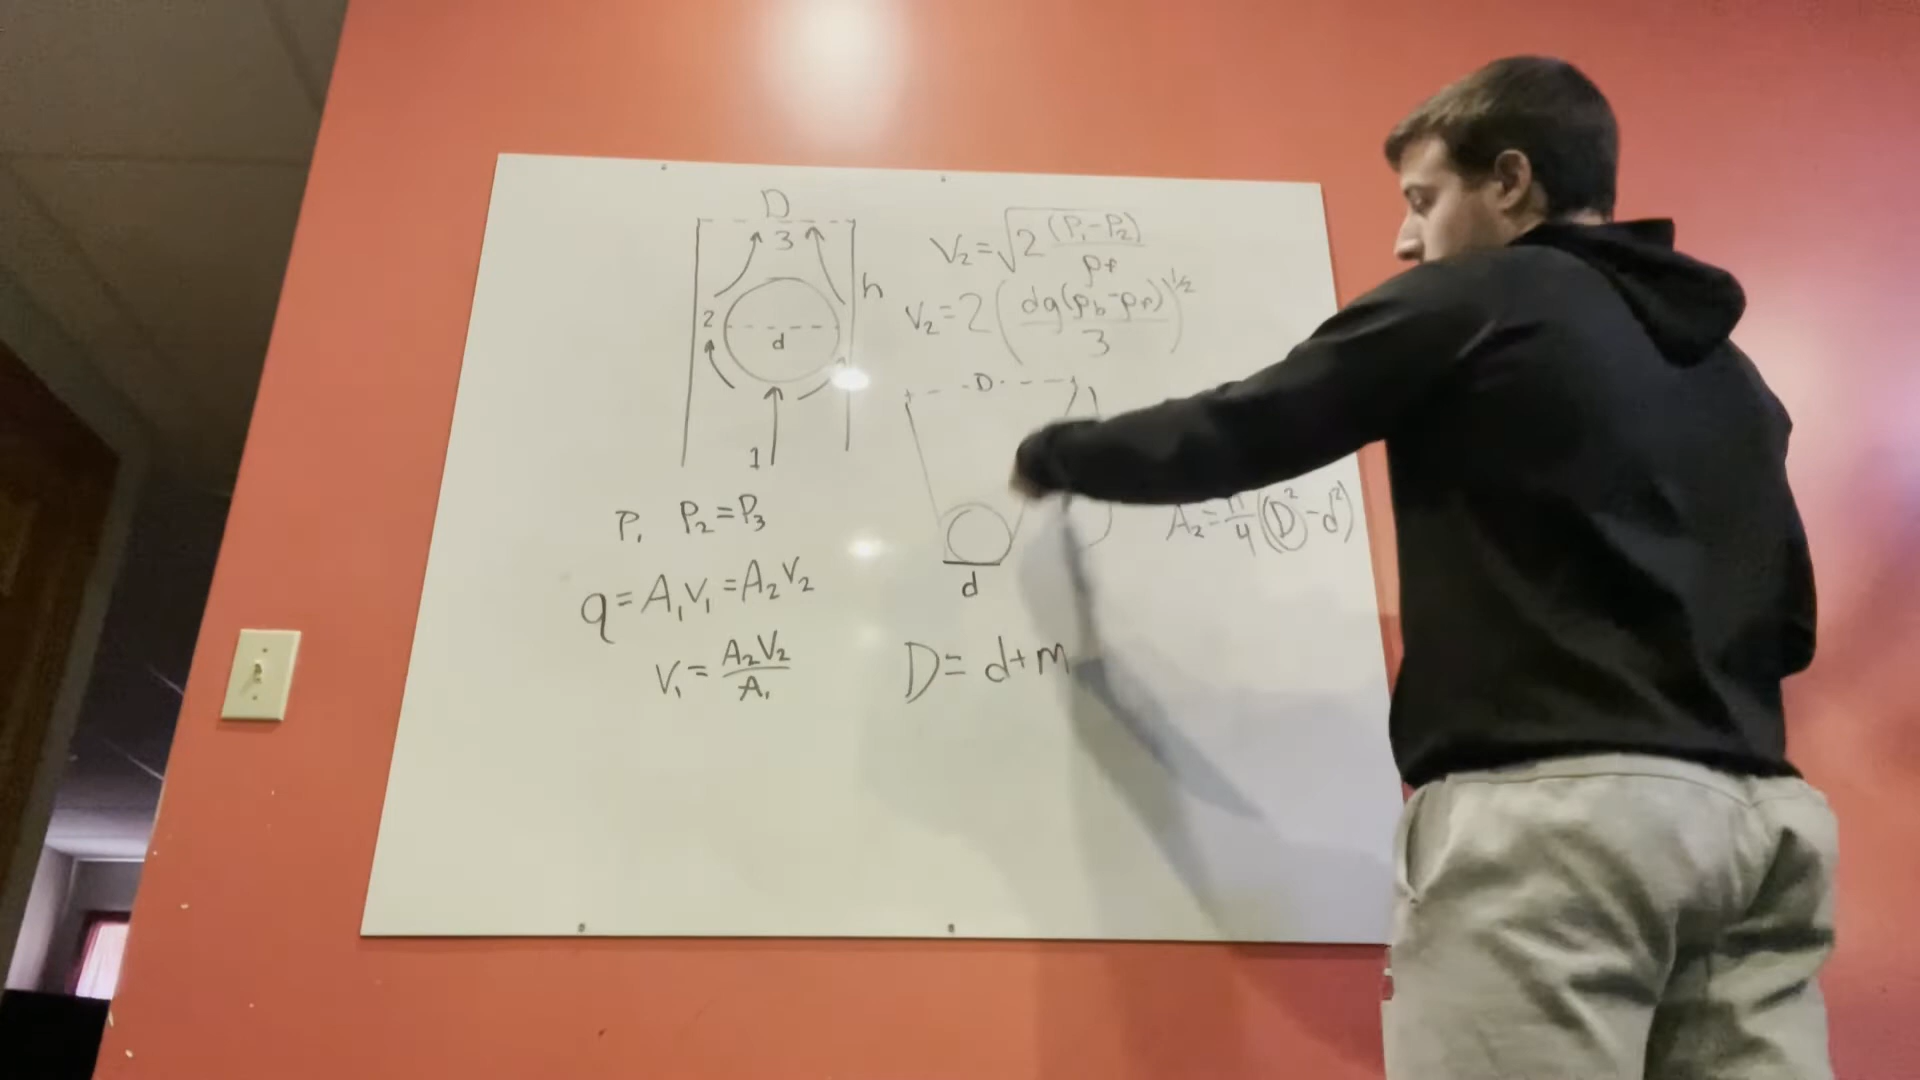 D
3
h
2
d
1
P₁ P₂=P₃
q=A₁V₁=A₂V₂
V₁=A₂V₂/A₁
V₂=√2(P₁-P₂)/ρf
V₂=2(dg(ρb-ρf)/3)^1/2
D
d
A₂=π/4(D²-d²)
D=d+m